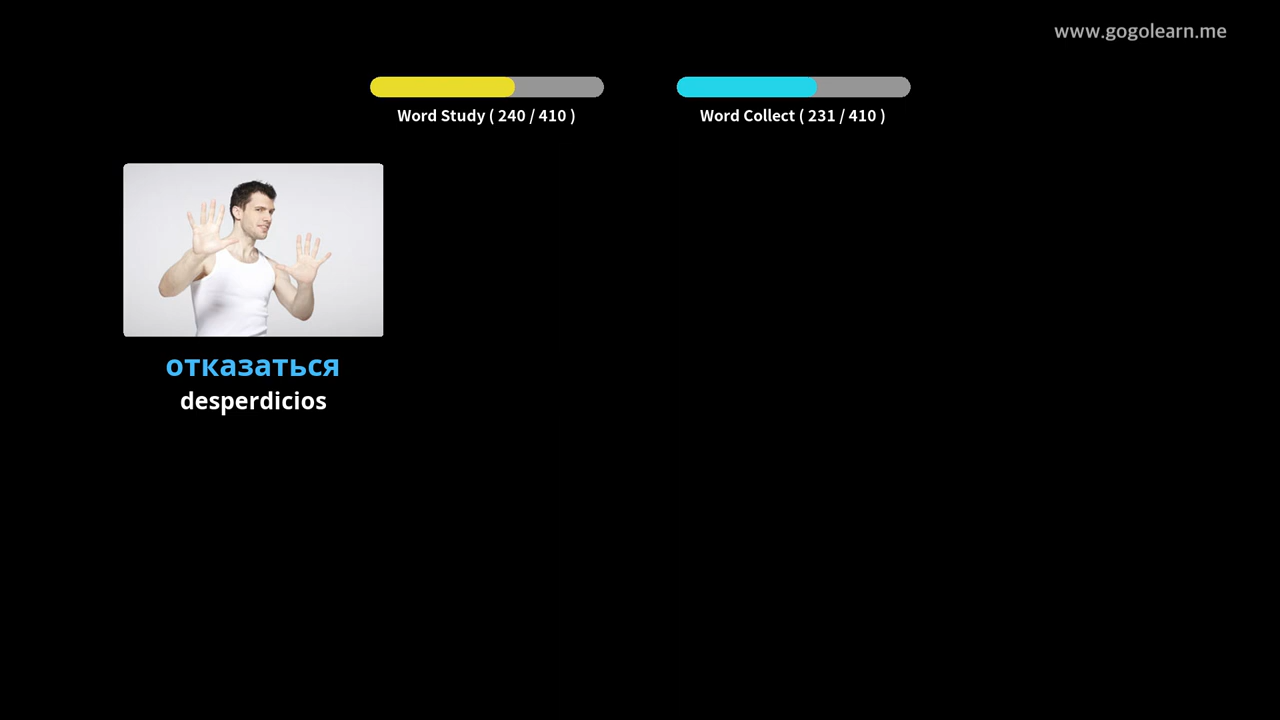 www.gogolearn.me
Word Study ( 240 / 410 )
Word Collect ( 231 / 410 )
отказаться
desperdicios